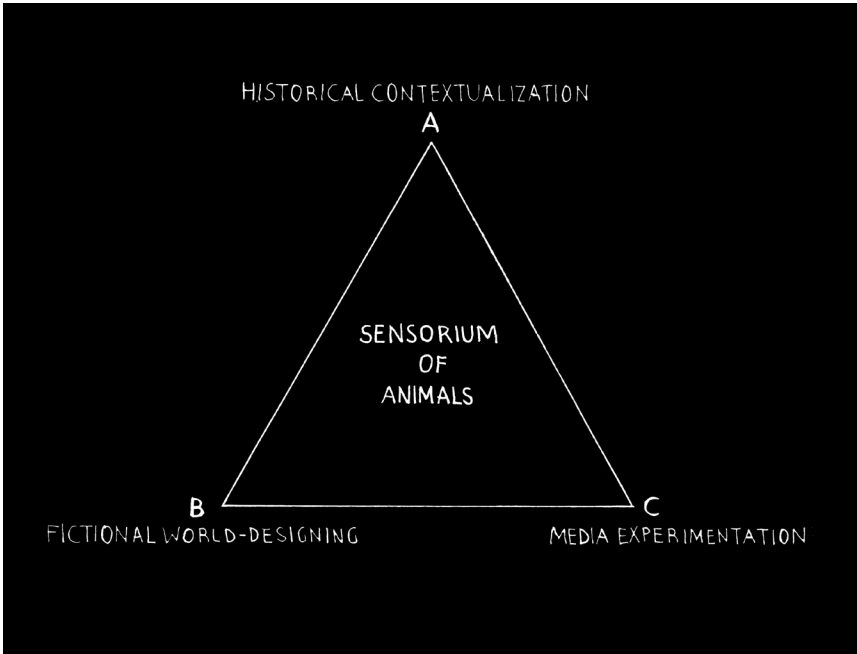 HISTORICAL CONTEXTUALIZATION
A
SENSORIUM
OF
ANIMALS
B
C
FICTIONAL WORLD-DESIGNING
MEDIA EXPERIMENTATION